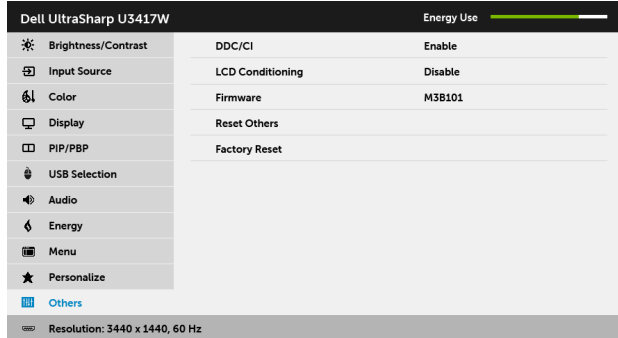 Dell UltraSharp U3417W Energy Use
Brightness/Contrast DDC/CI Enable
Input Source LCD Conditioning Disable
Color Firmware M3B101
Display Reset Others
PIP/PBP Factory Reset
USB Selection
Audio
Energy
Menu
Personalize
Others
Resolution: 3440 x 1440, 60 Hz